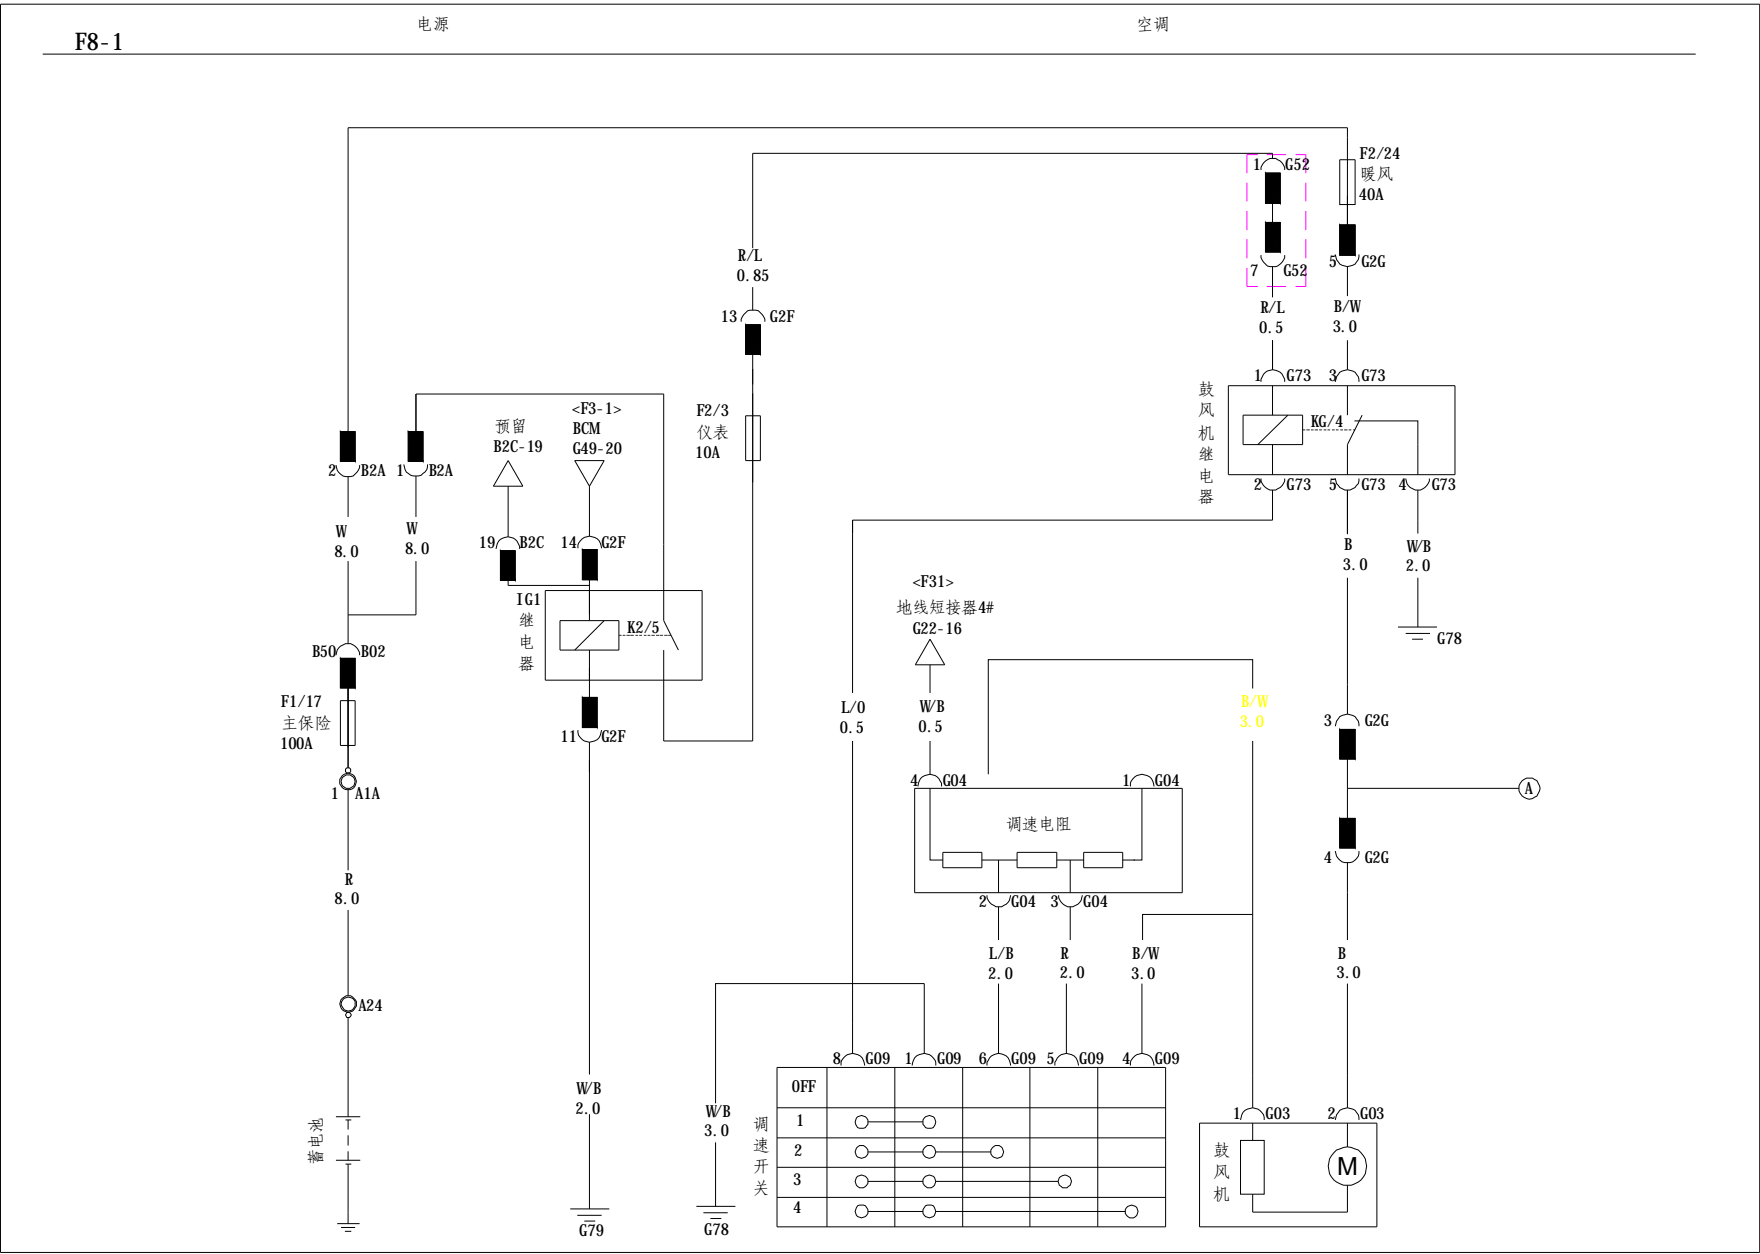 电源
空调
F8-1
F2/24
暖风
40A
1
G52
7
G52
5
G2G
R/L
0.85
13
G2F
R/L
0.5
B/W
3.0
1
G73
3
G73
鼓风机继电器
KG/4
2
G73
5
G73
4
G73
F2/3
仪表
10A
<F3-1>
BCM
G49-20
预留
B2C-19
2
B2A
1
B2A
W
8.0
W
8.0
19
B2C
14
G2F
IG1
继电器
K2/5
11
G2F
B
3.0
W/B
2.0
G78
<F31>
地线短接器4#
G22-16
B50
B02
F1/17
主保险
100A
1
A1A
L/O
0.5
W/B
0.5
B/W
3.0
3
G2G
A
4
G2G
4
G04
1
G04
调速电阻
2
G04
3
G04
R
8.0
L/B
2.0
R
2.0
B/W
3.0
B
3.0
A24
8
G09
1
G09
6
G09
5
G09
4
G09
OFF
1
2
3
4
调速开关
W/B
2.0
W/B
3.0
蓄电池
G79
G78
1
G03
2
G03
鼓风机
M